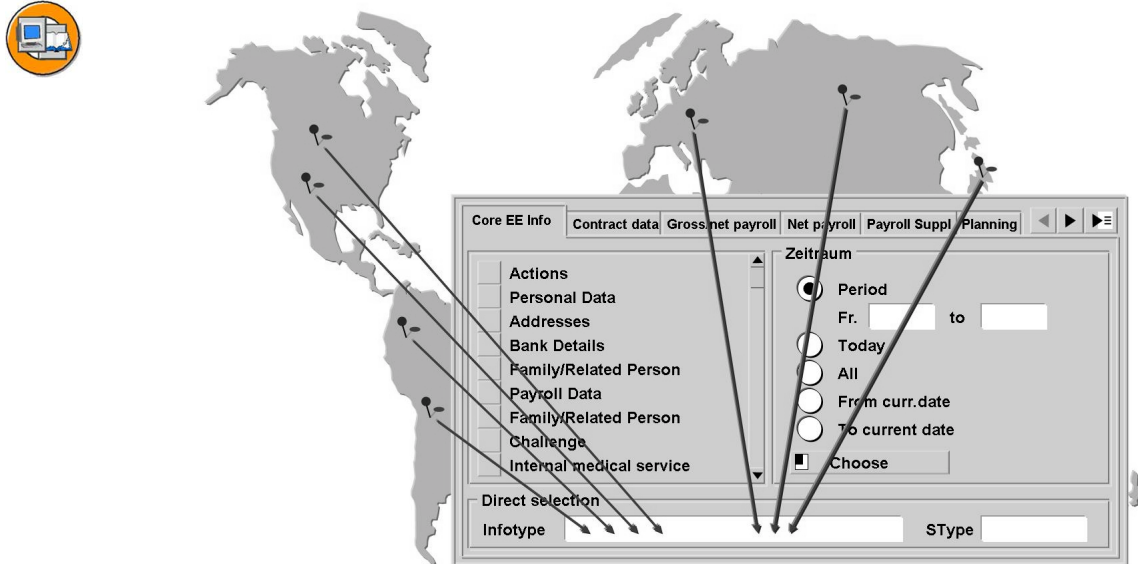 Core EE Info
Contract data
Gross/net payroll
Net payroll
Payroll Suppl
Planning
Actions
Personal Data
Addresses
Bank Details
Family/Related Person
Payroll Data
Family/Related Person
Challenge
Internal medical service
Zeitraum
Period
Fr. to
Today
All
From curr.date
To current date
Choose
Direct selection
Infotype
SType